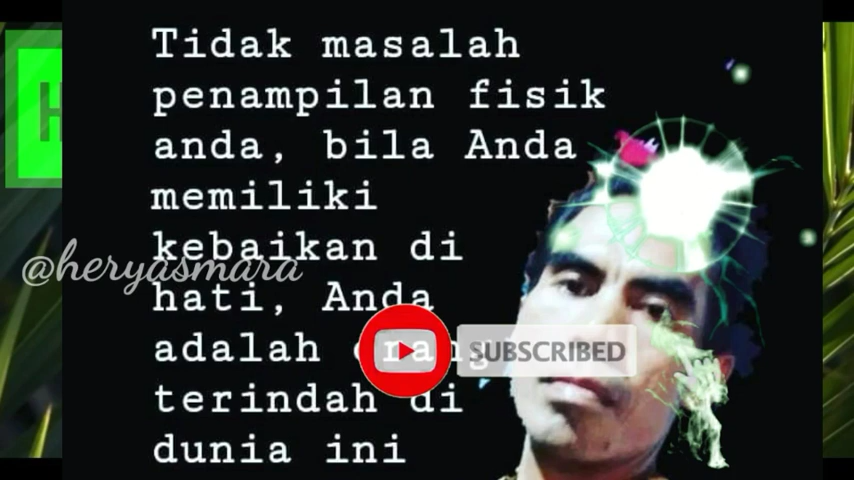 Tidak masalah
penampilan fisik
anda, bila Anda
memiliki
kebaikan di
hati, Anda
adalah orang
terindah di
dunia ini
@heryasmara
SUBSCRIBED
H